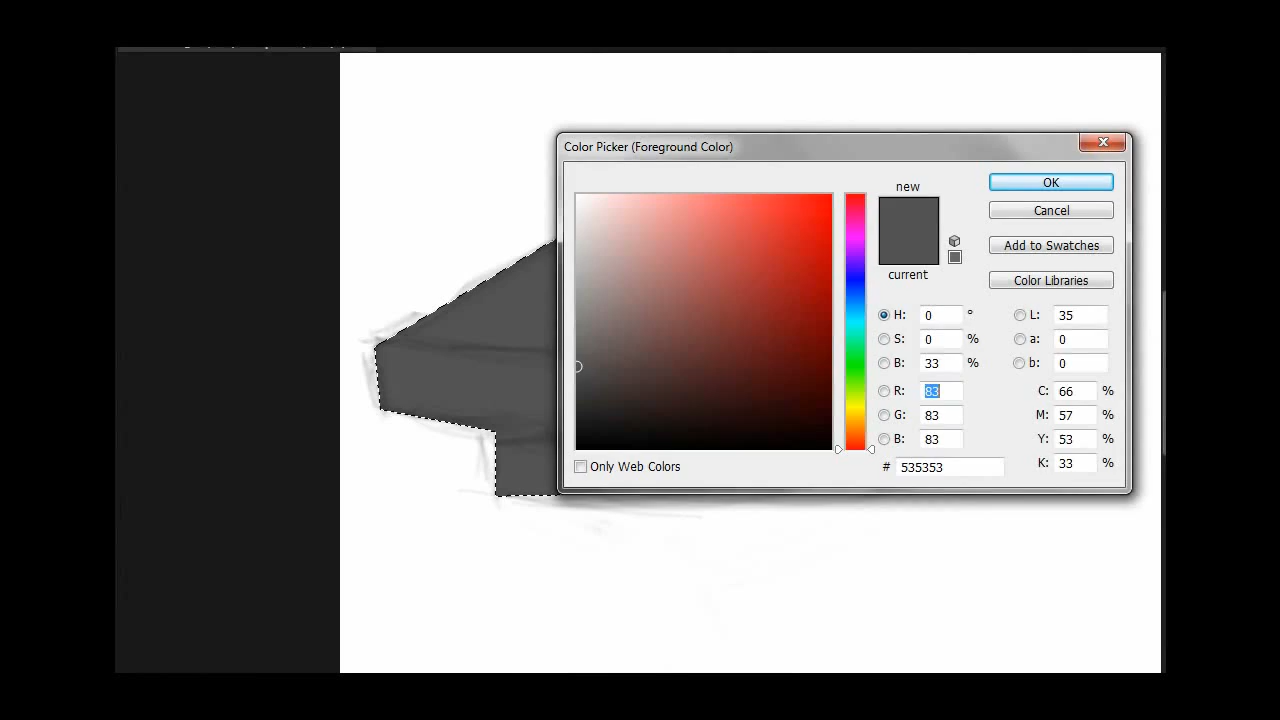 Color Picker (Foreground Color)
new
current
OK
Cancel
Add to Swatches
Color Libraries
H: 0 °
S: 0 %
B: 33 %
R: 83
G: 83
B: 83
# 535353
L: 35
a: 0
b: 0
C: 66 %
M: 57 %
Y: 53 %
K: 33 %
Only Web Colors